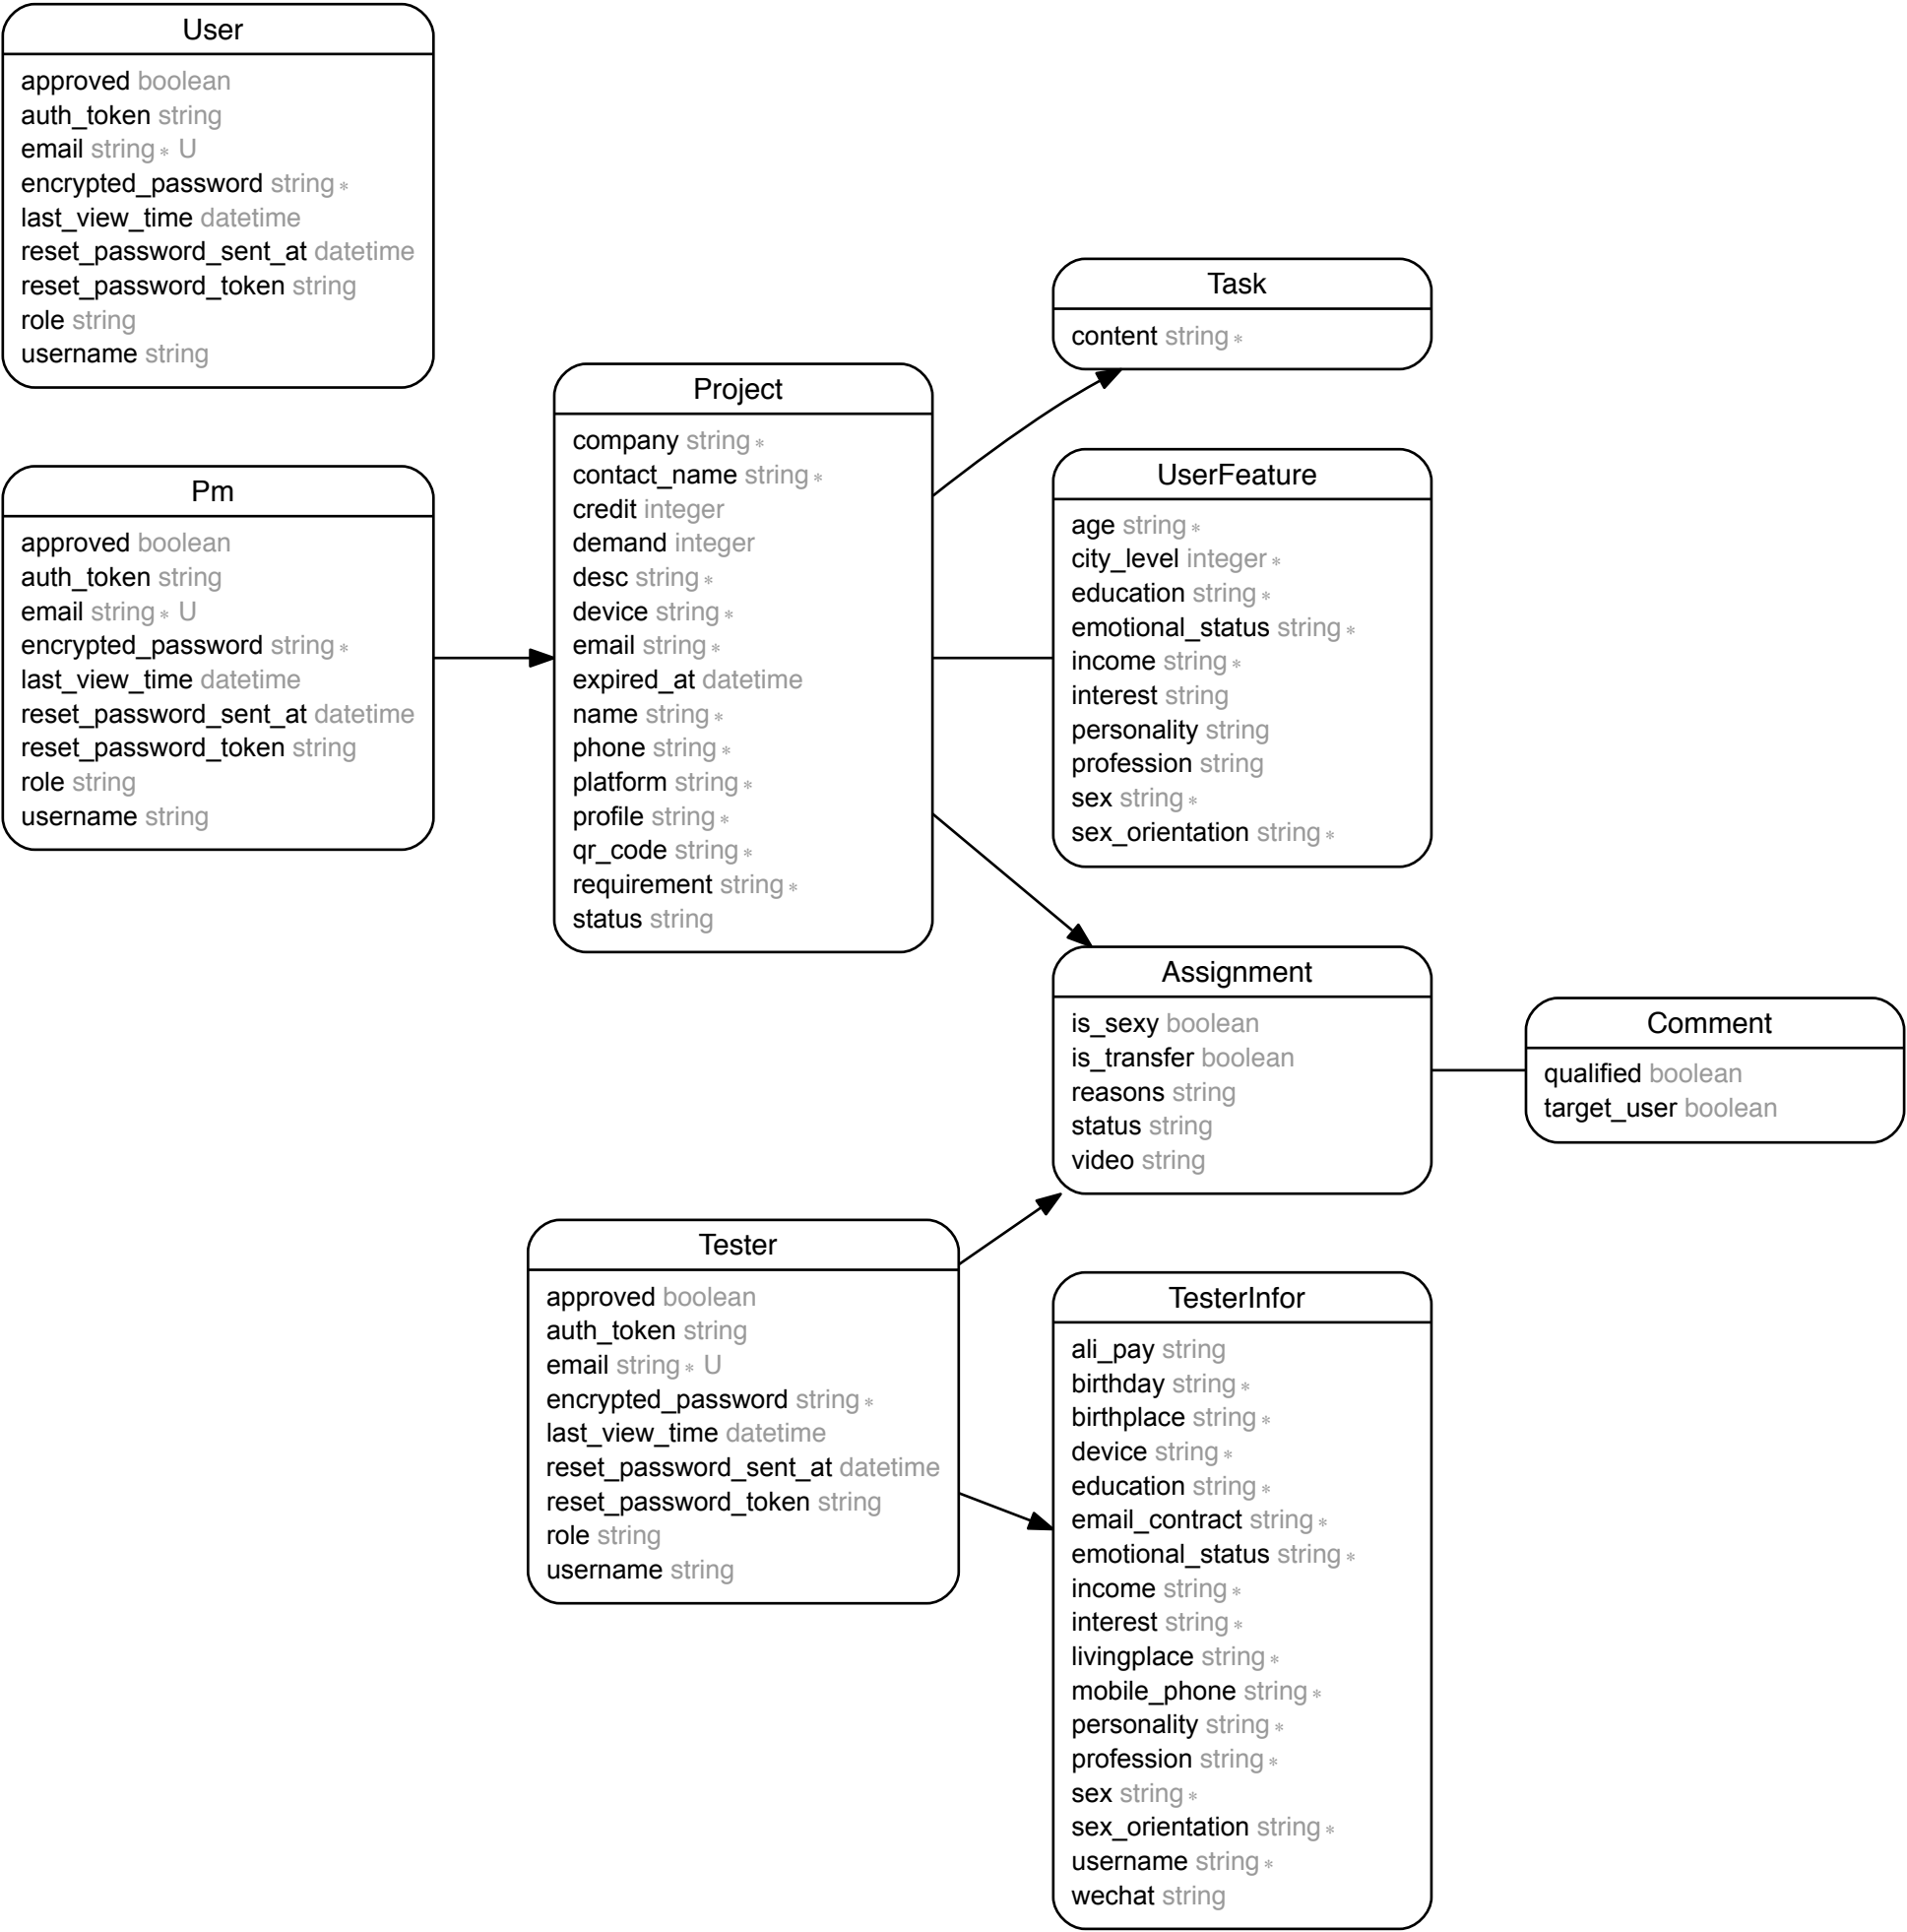 User
approved boolean
auth_token string
email string* U
encrypted_password string*
last_view_time datetime
reset_password_sent_at datetime
reset_password_token string
role string
username string
Pm
approved boolean
auth_token string
email string* U
encrypted_password string*
last_view_time datetime
reset_password_sent_at datetime
reset_password_token string
role string
username string
Project
company string*
contact_name string*
credit integer
demand integer
desc string*
device string*
email string*
expired_at datetime
name string*
phone string*
platform string*
profile string*
qr_code string*
requirement string*
status string
Task
content string*
UserFeature
age string*
city_level integer*
education string*
emotional_status string*
income string*
interest string
personality string
profession string
sex string*
sex_orientation string*
Assignment
is_sexy boolean
is_transfer boolean
reasons string
status string
video string
Comment
qualified boolean
target_user boolean
Tester
approved boolean
auth_token string
email string* U
encrypted_password string*
last_view_time datetime
reset_password_sent_at datetime
reset_password_token string
role string
username string
TesterInfor
ali_pay string
birthday string*
birthplace string*
device string*
education string*
email_contract string*
emotional_status string*
income string*
interest string*
livingplace string*
mobile_phone string*
personality string*
profession string*
sex string*
sex_orientation string*
username string*
wechat string